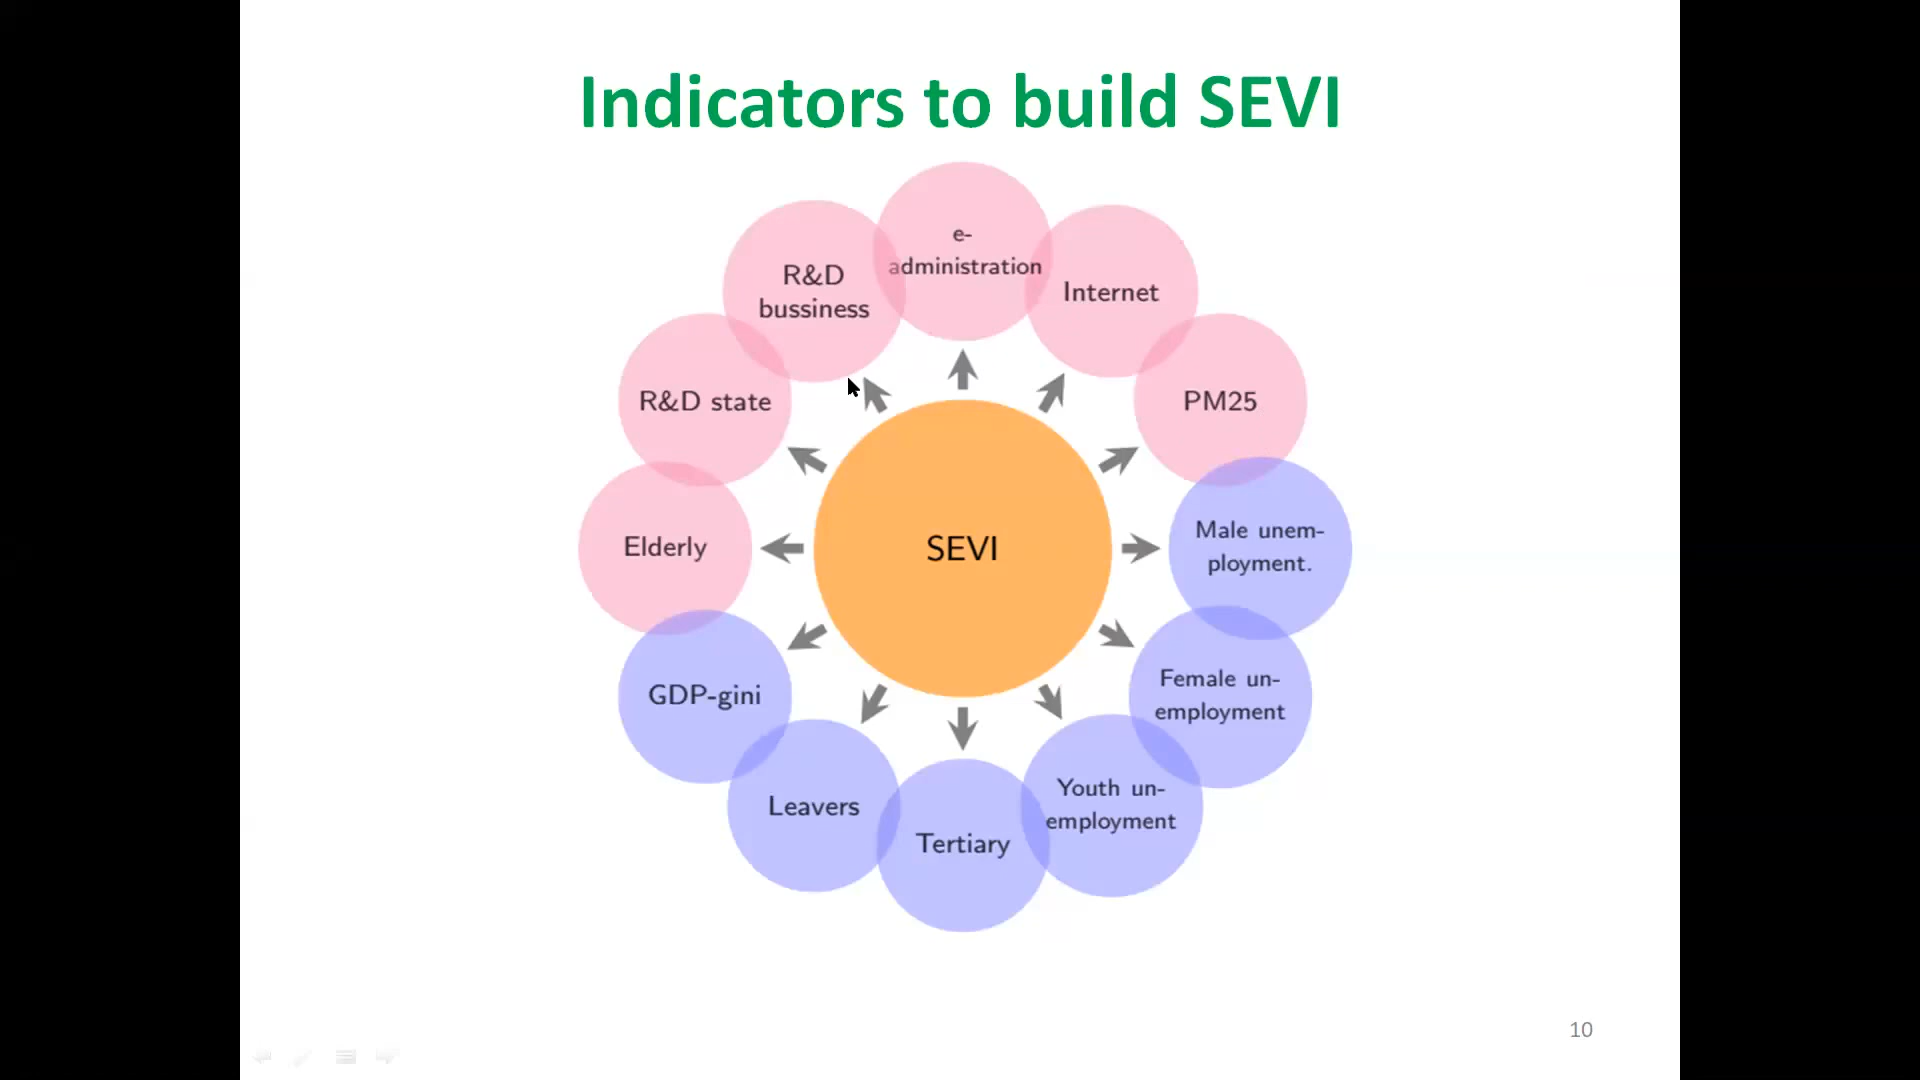 Indicators to build SEVI
e-
administration
Internet
PM25
Male unem-
ployment.
Female un-
employment
Youth un-
employment
Tertiary
Leavers
GDP-gini
Elderly
R&D state
R&D
bussiness
SEVI
10